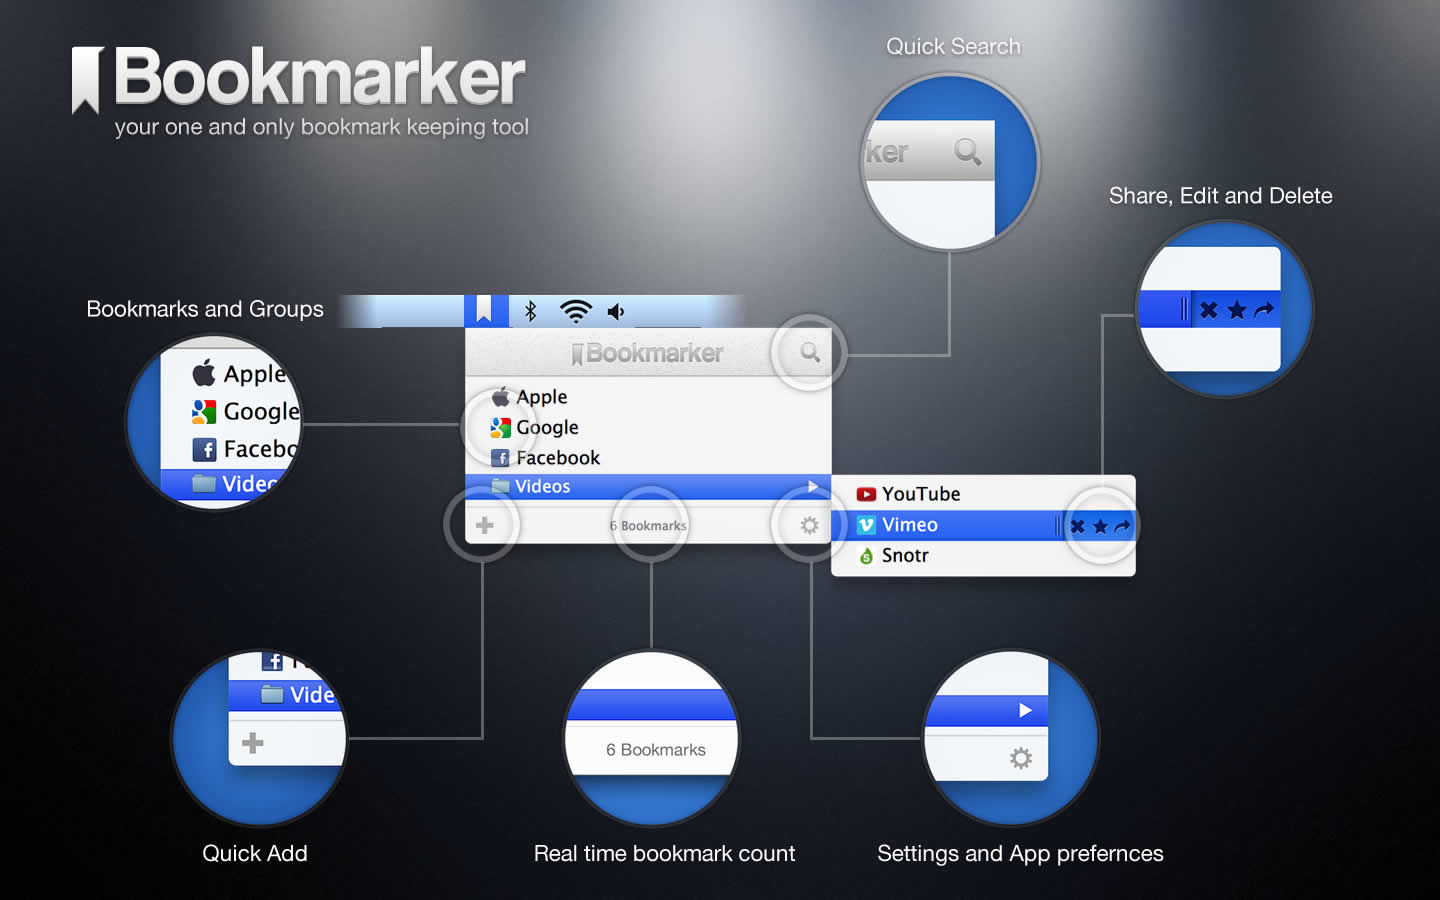 Bookmarker
your one and only bookmark keeping tool
Quick Search
ker
Share, Edit and Delete
Bookmarks and Groups
Apple
Google
Facebo
Videc
Bookmarker
Apple
Google
Facebook
Videos
6 Bookmarks
YouTube
Vimeo
Snotr
Vide
6 Bookmarks
Quick Add
Real time bookmark count
Settings and App prefernces